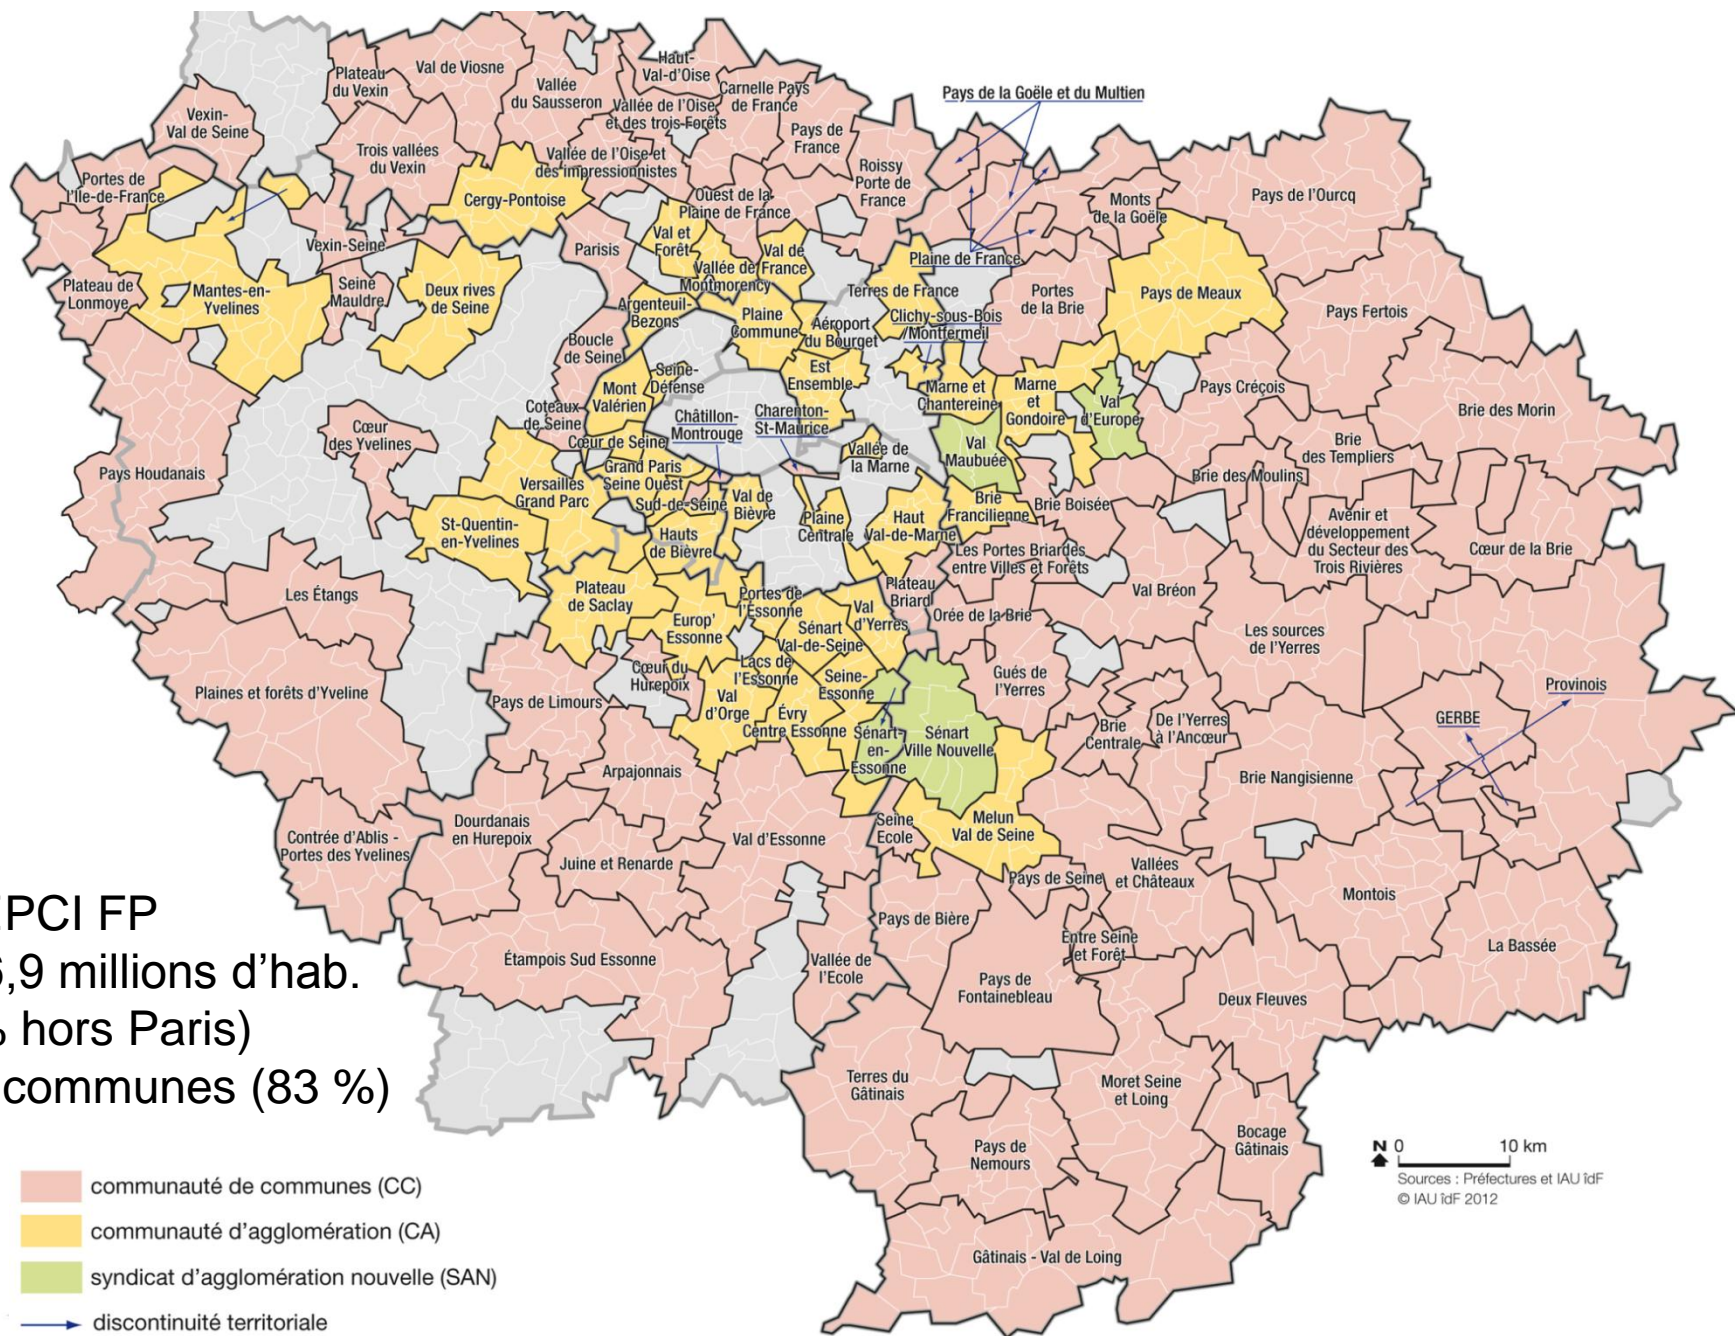 Haut-
Val-d'Oise
Plateau
du Vexin
Val de Viosne
Vallée
du Sausseron
Carnelle Pays
de France
Pays de la Goële et du Multien
Vallée de l'Oise
et des trois Forêts
Vexin-
Val de Seine
Pays de
France
Trois vallées
du Vexin
Vallée de l'Oise et
des impressionnistes
Roissy
Porte de
France
Portes de
l'Ile-de-France
Cergy-Pontoise
Ouest de la
Plaine de France
Monts
de la Goële
Pays de l'Ourcq
Vexin-Seine
Parisis
Val et
Forêt
Val de
France
Vallée de
Montmorency
Plaine de France
Plateau de
Lonmoye
Mantes-en-
Yvelines
Seine
Mauldre
Deux rives
de Seine
Argenteuil-
Bezons
Terres de France
Portes
de la Brie
Pays de Meaux
Plaine
Commune
Aéroport
du Bourget
Clichy-sous-Bois
/Montfermeil
Pays Fertois
Boucle
de Seine
Seine-
Défense
Est
Ensemble
Mont
Valérien
Marne et
Chantereine
Marne
et
Gondoire
Val
d'Europe
Pays Créçois
Brie des Morin
Coteaux
de Seine
Châtillon-
Montrouge
Charenton-
St-Maurice
Cœur
des Yvelines
Cœur de Seine
Vallée de
la Marne
Val
Maubuée
Brie
des Templiers
Pays Houdanais
Versailles
Grand Parc
Grand Paris
Seine Ouest
Brie des Moulins
Sud-de-Seine
Val de
Bièvre
Plaine
Centrale
Haut
Val-de-Marne
Brie
Francilienne
Brie Boisée
St-Quentin-
en-Yvelines
Hauts
de Bièvre
Avenir et
développement
du Secteur des
Trois Rivières
Cœur de la Brie
Les Portes Briardes
entre Villes et Forêts
Les Étangs
Plateau
de Saclay
Portes de
l'Essonne
Plateau
Briard
Val Bréon
Europ'
Essonne
Sénart
Val-de-Seine
Val
d'Yerres
Orée de la Brie
Les sources
de l'Yerres
Plaines et forêts d'Yveline
Pays de Limours
Cœur du
Hurepoix
Lacs de
l'Essonne
Seine-
Essonne
Gués de
l'Yerres
Provinois
Val
d'Orge
Évry
Centre Essonne
Sénart-
en-
Essonne
Sénart
Ville Nouvelle
Brie
Centrale
De l'Yerres
à l'Ancœur
GERBE
Arpajonnais
Brie Nangisienne
Contrée d'Ablis -
Portes des Yvelines
Dourdanais
en Hurepoix
Juine et Renarde
Val d'Essonne
Seine
Ecole
Melun
Val de Seine
Pays de Seine
Vallées
et Châteaux
Montois
La Bassée
Étampois Sud Essonne
Vallée de
l'Ecole
Pays de Bière
Entre Seine
et Forêt
Pays de
Fontainebleau
Deux Fleuves
Terres du
Gâtinais
Moret Seine
et Loing
Pays de
Nemours
Bocage
Gâtinais
Gâtinais - Val de Loing
EPCI FP
6,9 millions d'hab.
% hors Paris)
communes (83 %)
communauté de communes (CC)
communauté d'agglomération (CA)
syndicat d'agglomération nouvelle (SAN)
discontinuité territoriale
N 0 10 km
Sources : Préfectures et IAU îdF
© IAU îdF 2012